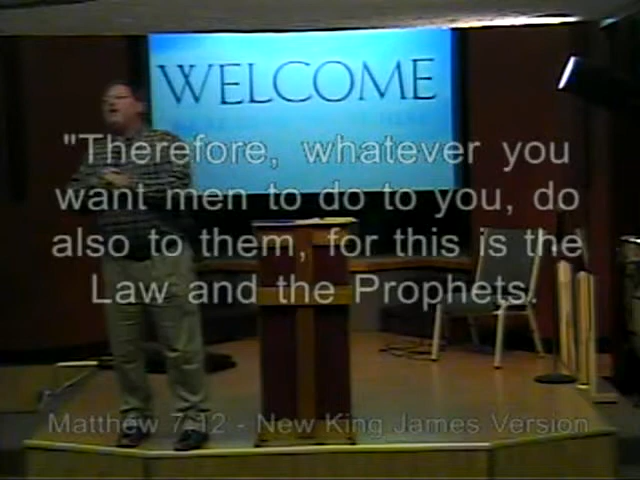 WELCOME
"Therefore, whatever you
want men to do to you, do
also to them, for this is the
Law and the Prophets.
Matthew 7:12 - New King James Version